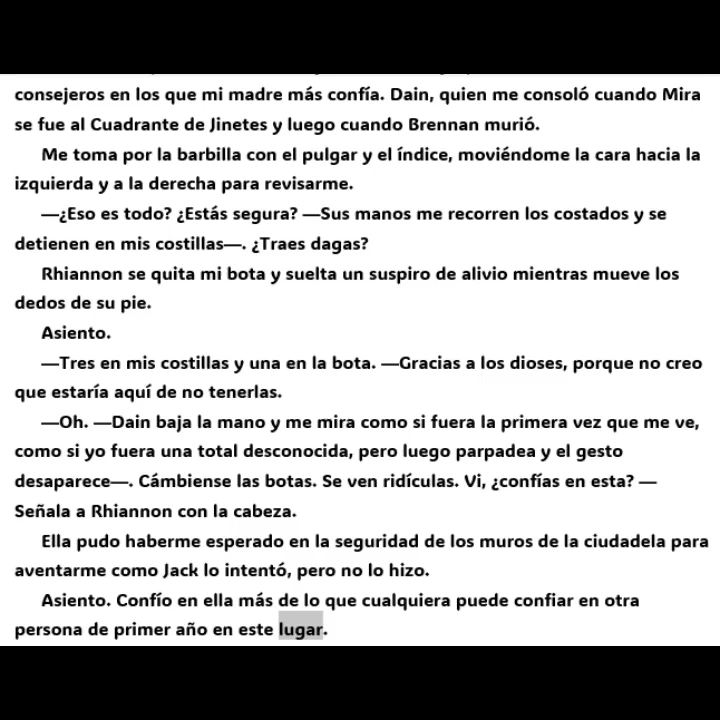 consejeros en los que mi madre más confía. Dain, quien me consoló cuando Mira
se fue al Cuadrante de Jinetes y luego cuando Brennan murió.
Me toma por la barbilla con el pulgar y el índice, moviéndome la cara hacia la
izquierda y a la derecha para revisarme.
—¿Eso es todo? ¿Estás segura? —Sus manos me recorren los costados y se
detienen en mis costillas—. ¿Traes dagas?
Rhiannon se quita mi bota y suelta un suspiro de alivio mientras mueve los
dedos de su pie.
Asiento.
—Tres en mis costillas y una en la bota. —Gracias a los dioses, porque no creo
que estaría aquí de no tenerlas.
—Oh. —Dain baja la mano y me mira como si fuera la primera vez que me ve,
como si yo fuera una total desconocida, pero luego parpadea y el gesto
desaparece—. Cámbiense las botas. Se ven ridículas. Vi, ¿confías en esta? —
Señala a Rhiannon con la cabeza.
Ella pudo haberme esperado en la seguridad de los muros de la ciudadela para
aventarme como Jack lo intentó, pero no lo hizo.
Asiento. Confío en ella más de lo que cualquiera puede confiar en otra
persona de primer año en este lugar.